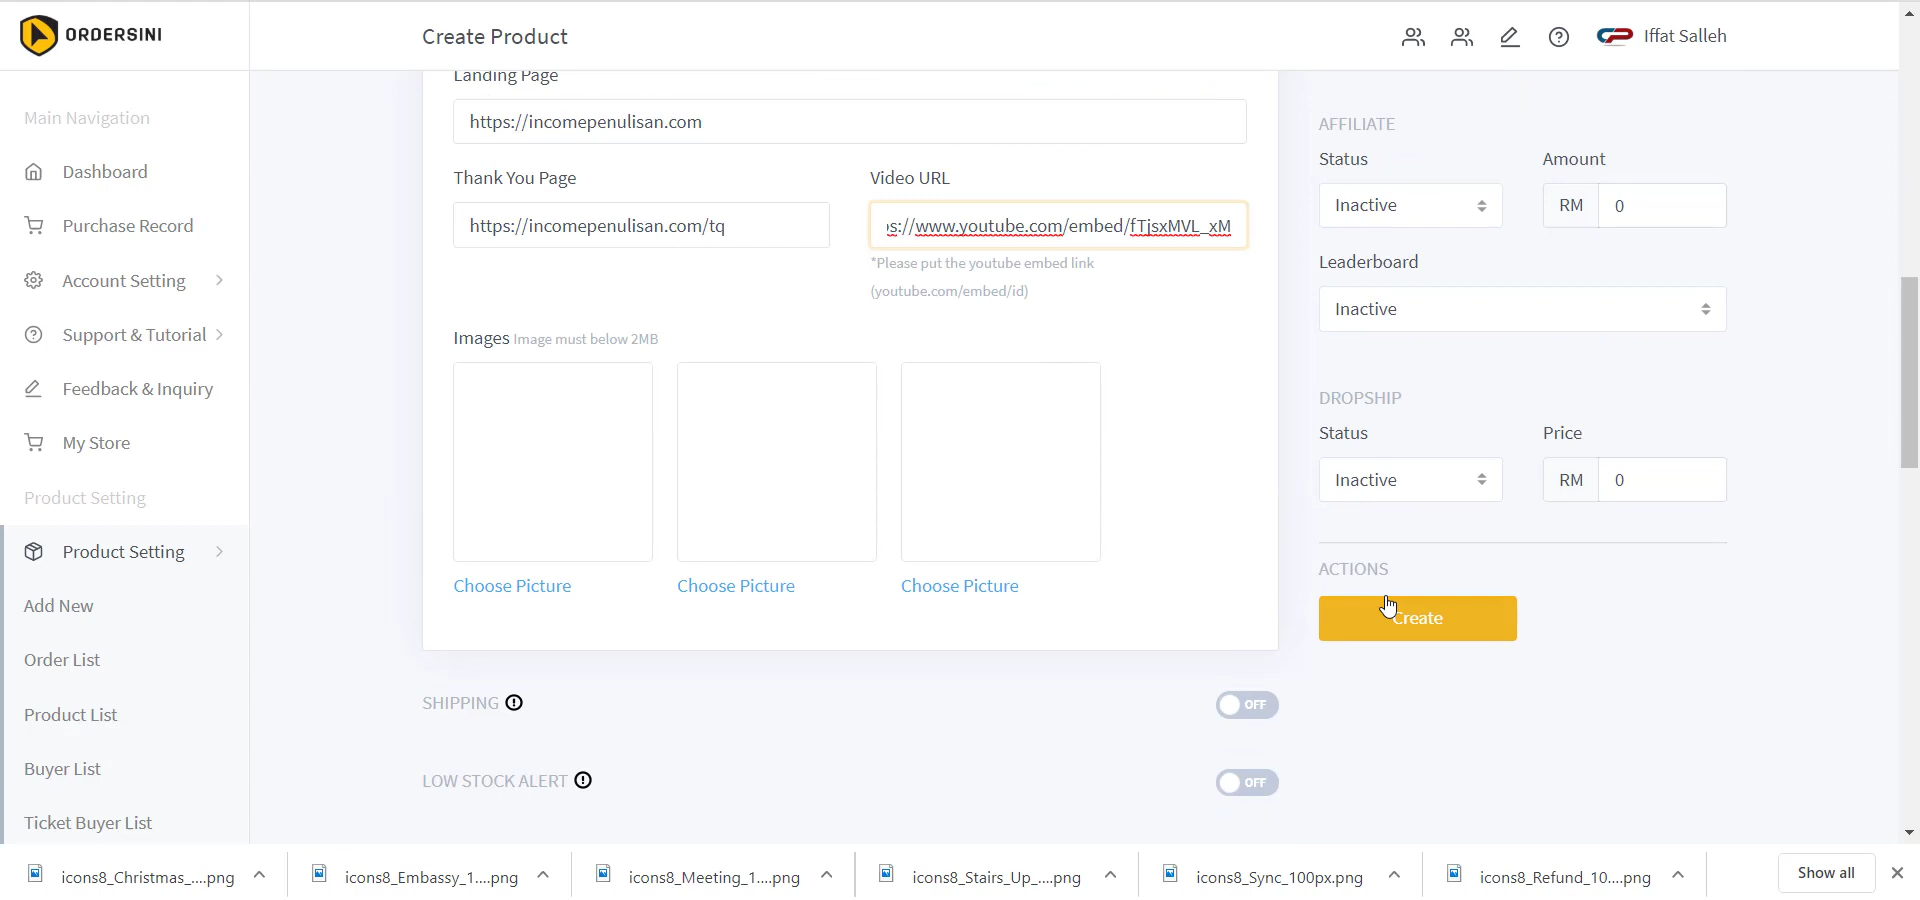 ORDERSINI
Create Product
Iffat Salleh
Main Navigation
Dashboard
Purchase Record
Account Setting
Support & Tutorial
Feedback & Inquiry
My Store
Product Setting
Product Setting
Add New
Order List
Product List
Buyer List
Ticket Buyer List
Landing Page
https://incomepenulisan.com
Thank You Page
Video URL
https://incomepenulisan.com/tq
s://www.youtube.com/embed/fTjsxMVL_xM
*Please put the youtube embed link
(youtube.com/embed/id)
Images Image must below 2MB
Choose Picture
Choose Picture
Choose Picture
SHIPPING
OFF
LOW STOCK ALERT
OFF
AFFILIATE
Status
Amount
Inactive
RM
0
Leaderboard
Inactive
DROPSHIP
Status
Price
Inactive
RM
0
ACTIONS
Create
icons8_Christmas_....png
icons8_Embassy_1....png
icons8_Meeting_1....png
icons8_Stairs_Up_....png
icons8_Sync_100px.png
icons8_Refund_10....png
Show all